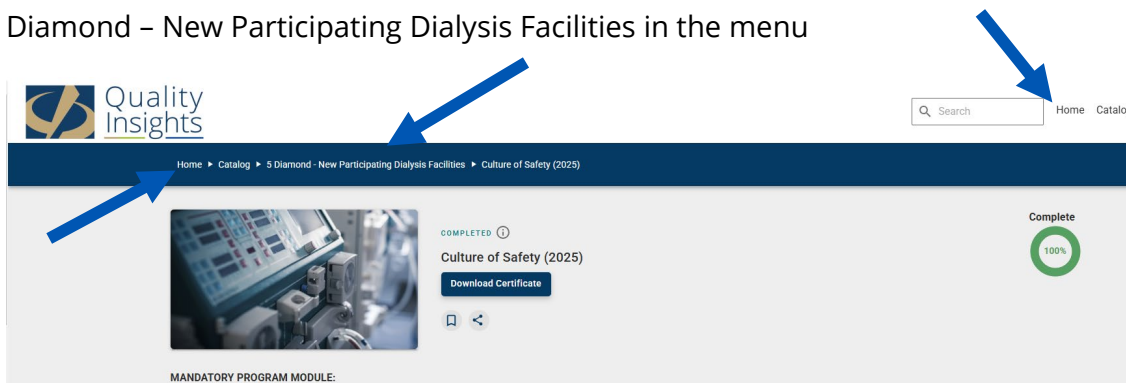 Diamond – New Participating Dialysis Facilities in the menu
Quality
Insights
Search
Home Catalo
Home ▸ Catalog ▸ 5 Diamond - New Participating Dialysis Facilities ▸ Culture of Safety (2025)
COMPLETED
Culture of Safety (2025)
Download Certificate
Complete
100%
MANDATORY PROGRAM MODULE: